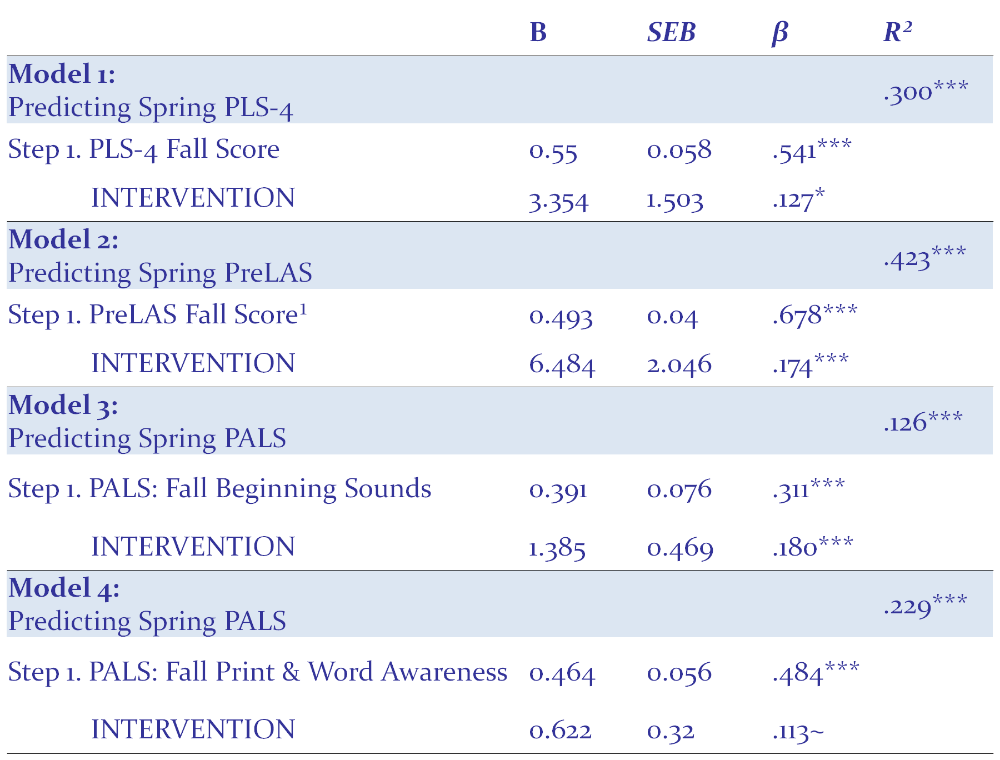 B SEB β R²
Model 1:
Predicting Spring PLS-4 .300***
Step 1. PLS-4 Fall Score 0.55 0.058 .541***
INTERVENTION 3.354 1.503 .127*
Model 2:
Predicting Spring PreLAS .423***
Step 1. PreLAS Fall Score¹ 0.493 0.04 .678***
INTERVENTION 6.484 2.046 .174***
Model 3:
Predicting Spring PALS .126***
Step 1. PALS: Fall Beginning Sounds 0.391 0.076 .311***
INTERVENTION 1.385 0.469 .180***
Model 4:
Predicting Spring PALS .229***
Step 1. PALS: Fall Print & Word Awareness 0.464 0.056 .484***
INTERVENTION 0.622 0.32 .113~